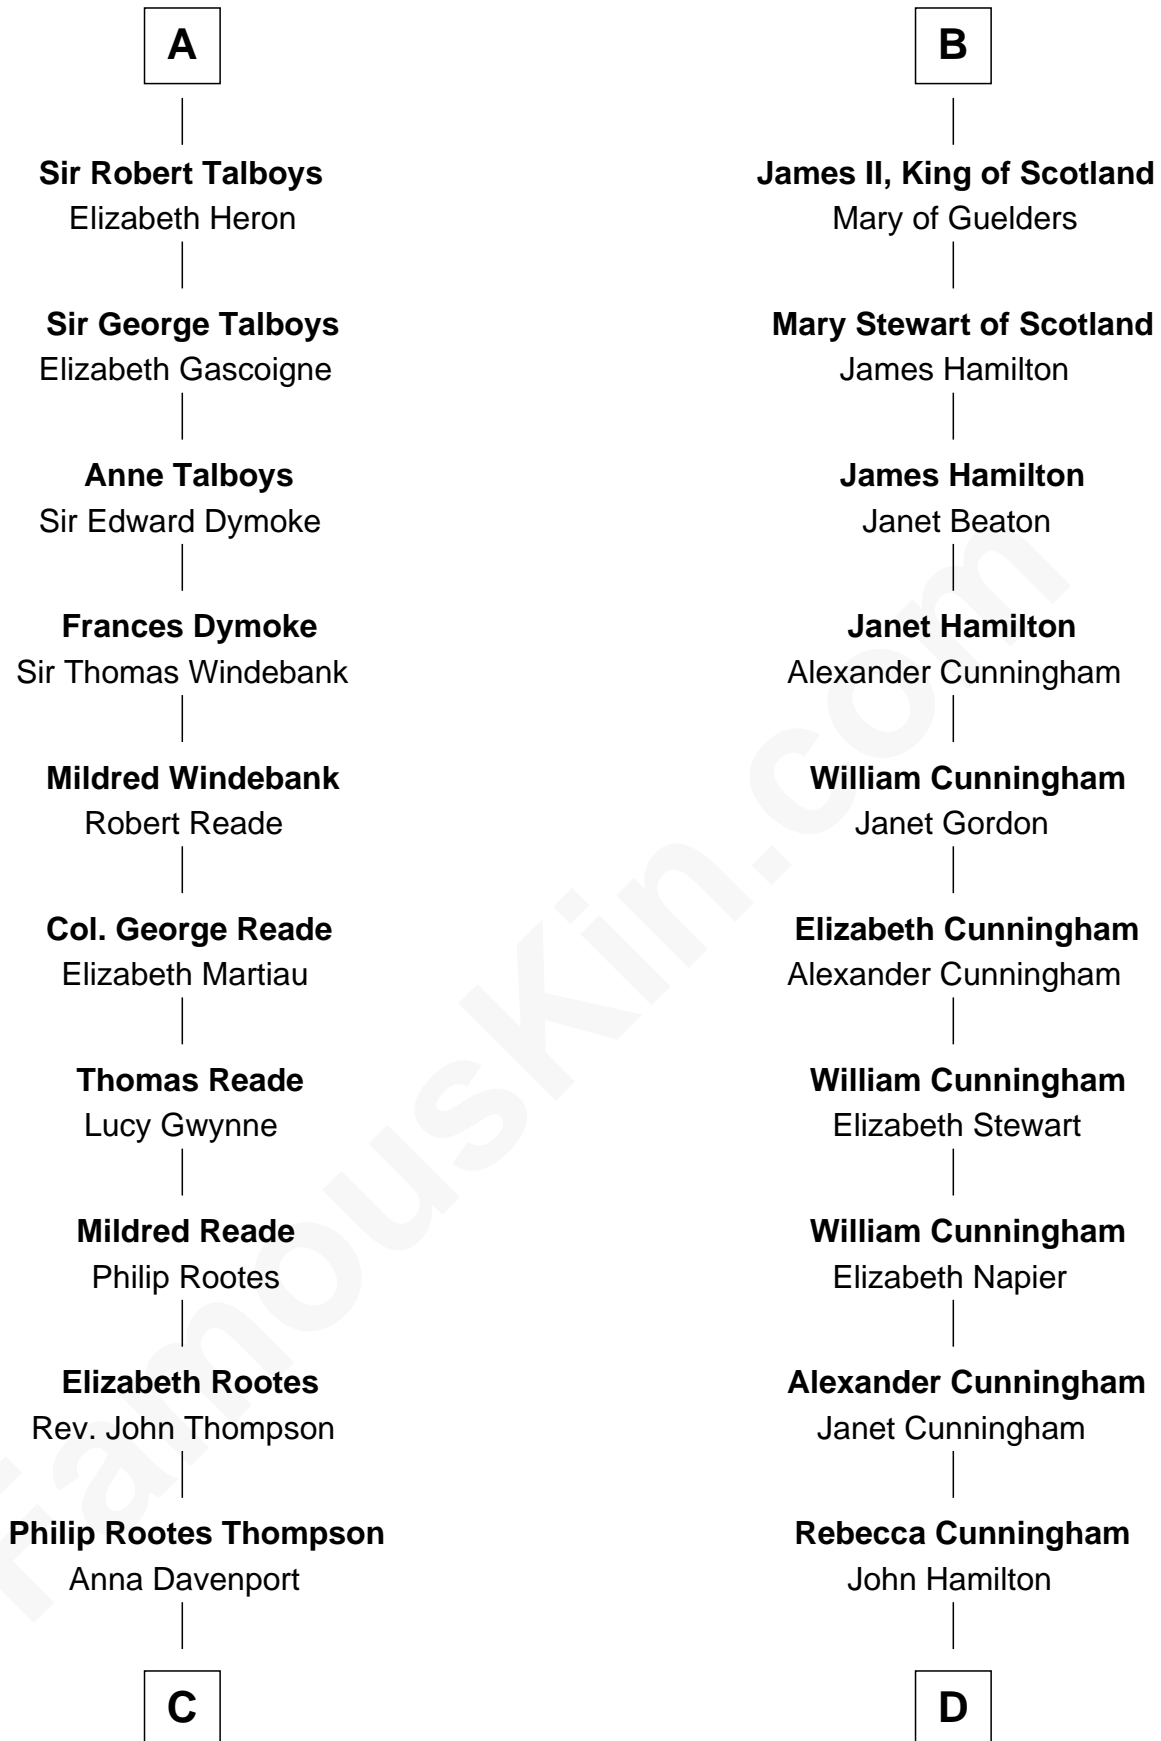 A
Sir Robert Talboys
Elizabeth Heron
Sir George Talboys
Elizabeth Gascoigne
Anne Talboys
Sir Edward Dymoke
Frances Dymoke
Sir Thomas Windebank
Mildred Windebank
Robert Reade
Col. George Reade
Elizabeth Martiau
Thomas Reade
Lucy Gwynne
Mildred Reade
Philip Rootes
Elizabeth Rootes
Rev. John Thompson
Philip Rootes Thompson
Anna Davenport
C
B
James II, King of Scotland
Mary of Guelders
Mary Stewart of Scotland
James Hamilton
James Hamilton
Janet Beaton
Janet Hamilton
Alexander Cunningham
William Cunningham
Janet Gordon
Elizabeth Cunningham
Alexander Cunningham
William Cunningham
Elizabeth Stewart
William Cunningham
Elizabeth Napier
Alexander Cunningham
Janet Cunningham
Rebecca Cunningham
John Hamilton
D
FamousKin.com